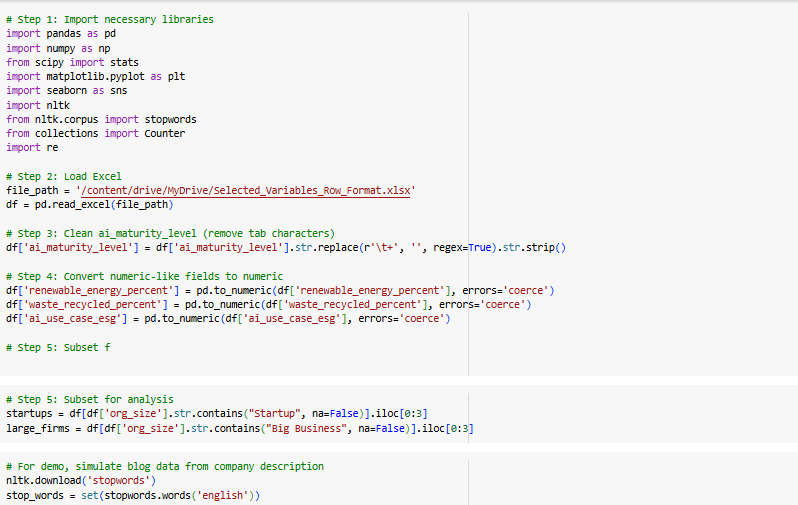 # Step 1: Import necessary libraries
import pandas as pd
import numpy as np
from scipy import stats
import matplotlib.pyplot as plt
import seaborn as sns
import nltk
from nltk.corpus import stopwords
from collections import Counter
import re
# Step 2: Load Excel
file_path = '/content/drive/MyDrive/Selected_Variables_Row_Format.xlsx'
df = pd.read_excel(file_path)
# Step 3: Clean ai_maturity_level (remove tab characters)
df['ai_maturity_level'] = df['ai_maturity_level'].str.replace(r'\t+', '', regex=True).str.strip()
# Step 4: Convert numeric-like fields to numeric
df['renewable_energy_percent'] = pd.to_numeric(df['renewable_energy_percent'], errors='coerce')
df['waste_recycled_percent'] = pd.to_numeric(df['waste_recycled_percent'], errors='coerce')
df['ai_use_case_esg'] = pd.to_numeric(df['ai_use_case_esg'], errors='coerce')
# Step 5: Subset f
# Step 5: Subset for analysis
startups = df[df['org_size'].str.contains("Startup", na=False)].iloc[0:3]
large_firms = df[df['org_size'].str.contains("Big Business", na=False)].iloc[0:3]
# For demo, simulate blog data from company description
nltk.download('stopwords')
stop_words = set(stopwords.words('english'))